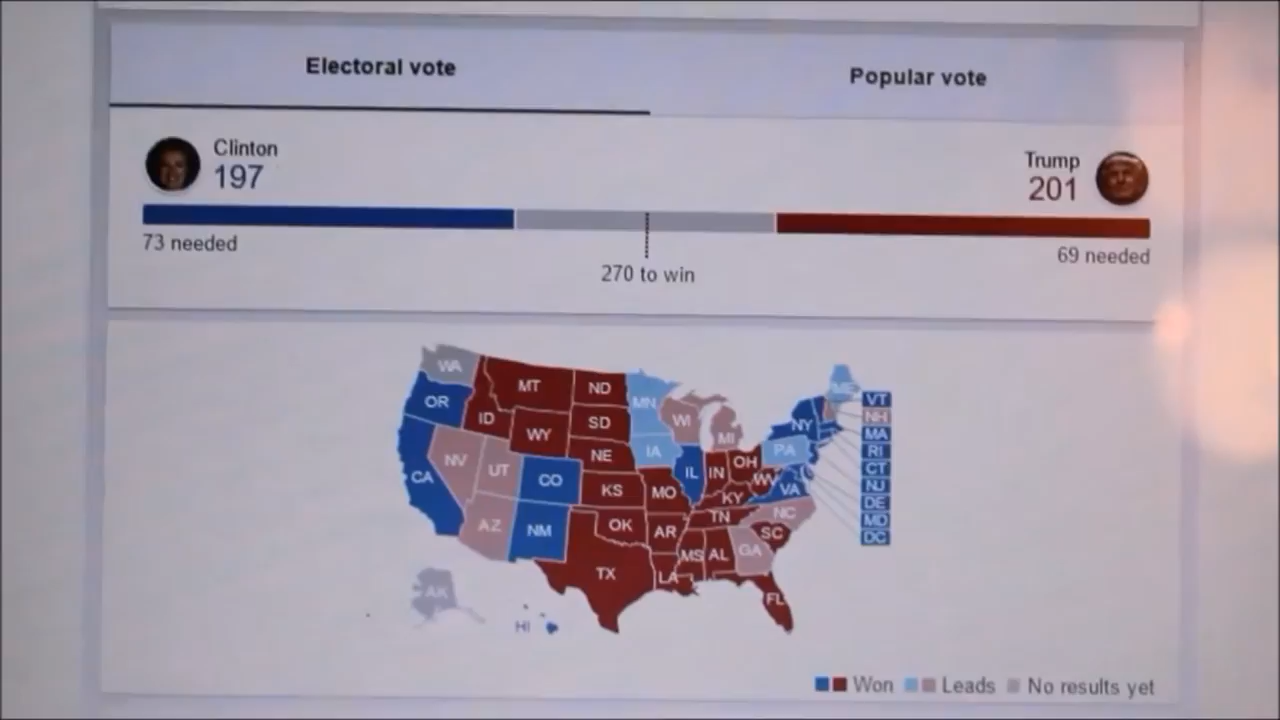 Electoral vote
Popular vote
Clinton
197
Trump
201
73 needed
69 needed
270 to win
WA
MT
ND
MN
ME
VT
OR
ID
SD
WI
NH
NY
MA
WY
MI
RI
NV
UT
NE
IA
PA
CT
CA
CO
IL
IN
OH
NJ
KS
MO
WV
VA
DE
KY
AZ
NM
OK
AR
TN
NC
MD
SC
DC
TX
MS
AL
GA
LA
FL
AK
HI
Won
Leads
No results yet